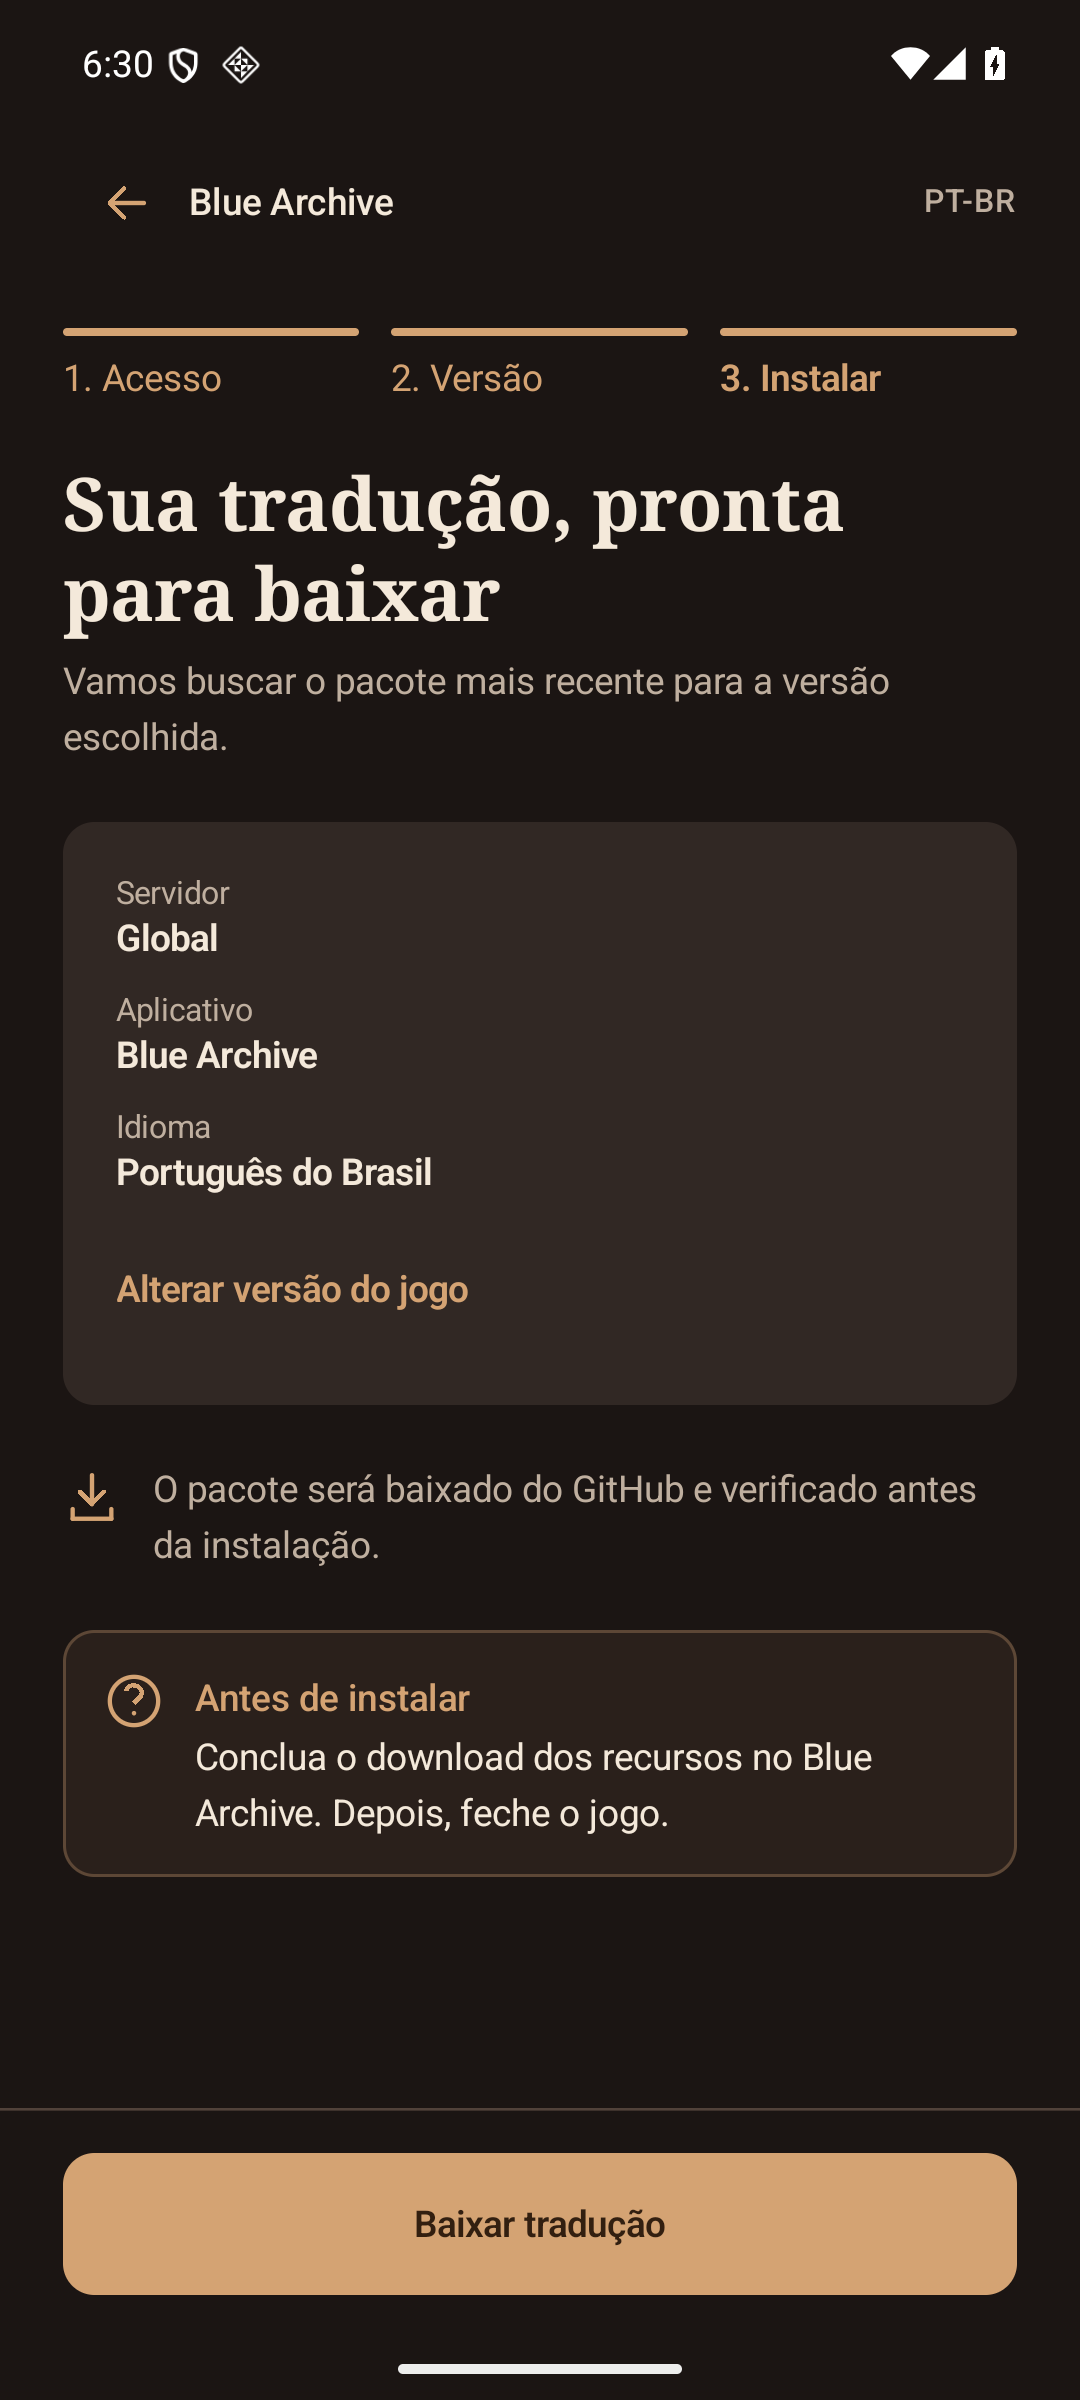 6:30
Blue Archive
PT-BR
1. Acesso
2. Versão
3. Instalar
Sua tradução, pronta
para baixar
Vamos buscar o pacote mais recente para a versão
escolhida.
Servidor
Global
Aplicativo
Blue Archive
Idioma
Português do Brasil
Alterar versão do jogo
O pacote será baixado do GitHub e verificado antes
da instalação.
Antes de instalar
Conclua o download dos recursos no Blue
Archive. Depois, feche o jogo.
Baixar tradução